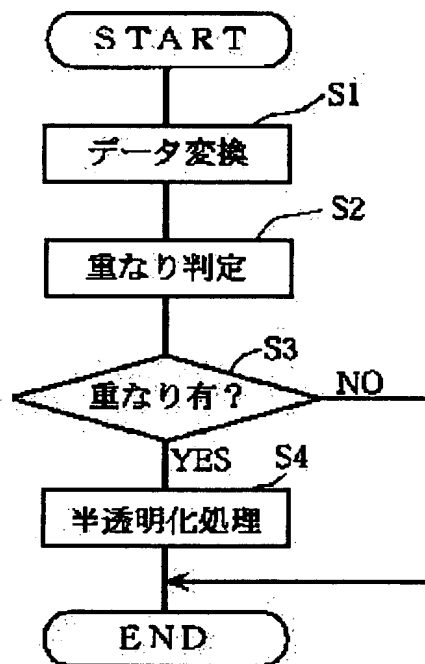 START
S1
データ変換
S2
重なり判定
S3
重なり有？
NO
YES
S4
半透明化処理
END